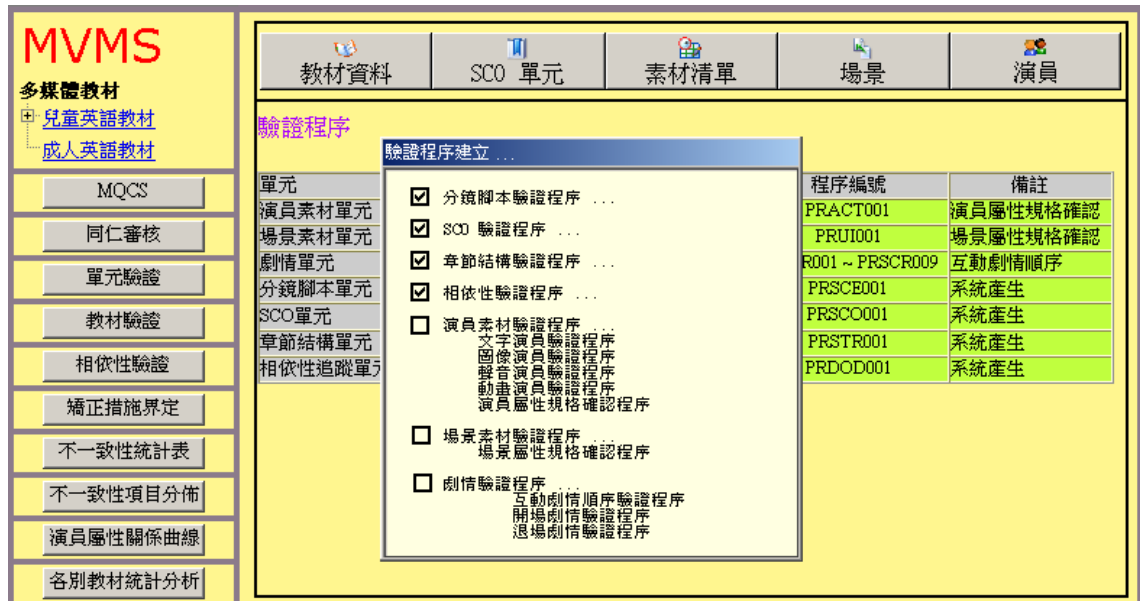 MVMS
多媒體教材
兒童英語教材
成人英語教材
MQCS
同仁審核
單元驗證
教材驗證
相依性驗證
矯正措施界定
不一致性統計表
不一致性項目分佈
演員屬性關係曲線
各別教材統計分析
教材資料 SCO 單元 素材清單 場景 演員
驗證程序
單元 程序編號 備註
演員素材單元 PRACT001 演員屬性規格確認
場景素材單元 PRUI001 場景屬性規格確認
劇情單元 R001 ~ PRSCR009 互動劇情順序
分鏡腳本單元 PRSCE001 系統產生
SCO單元 PRSCO001 系統產生
章節結構單元 PRSTR001 系統產生
相依性追蹤單元 PRDOD001 系統產生
驗證程序建立 ...
分鏡腳本驗證程序 ...
SCO 驗證程序 ...
章節結構驗證程序 ...
相依性驗證程序 ...
演員素材驗證程序 ...
文字演員驗證程序
圖像演員驗證程序
聲音演員驗證程序
動畫演員驗證程序
演員屬性規格確認程序
場景素材驗證程序 ...
場景屬性規格確認程序
劇情驗證程序 ...
互動劇情順序驗證程序
開場劇情驗證程序
退場劇情驗證程序